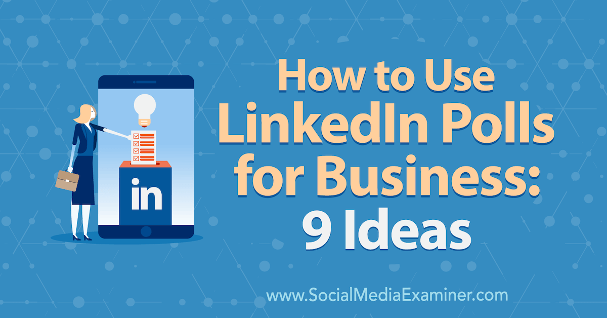 How to Use
LinkedIn Polls
for Business:
9 Ideas
in
www.SocialMediaExaminer.com